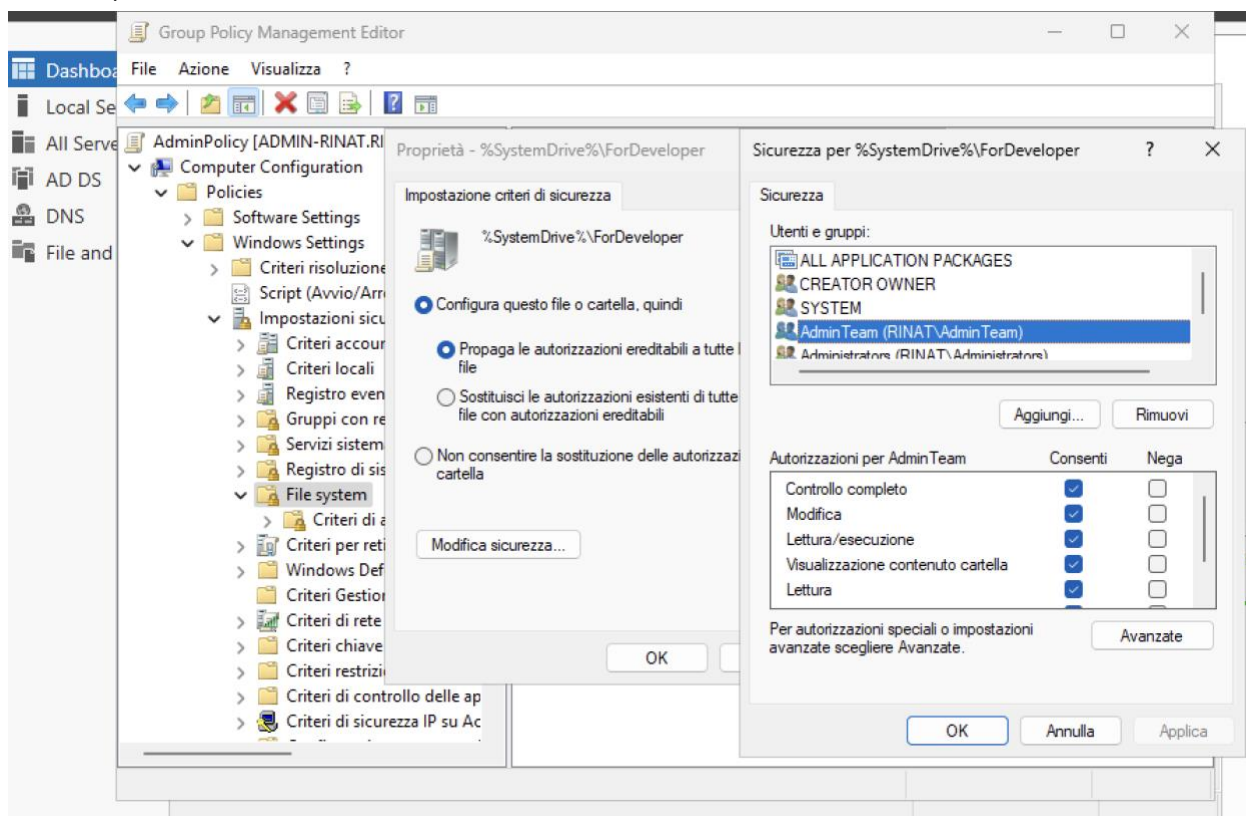 Group Policy Management Editor
File Azione Visualizza ?
Dashboa
Local Se
All Serve
AD DS
DNS
File and
AdminPolicy [ADMIN-RINAT.RI
Computer Configuration
Policies
Software Settings
Windows Settings
Criteri risoluzione
Script (Avvio/Arr
Impostazioni sicu
Criteri accour
Criteri locali
Registro even
Gruppi con re
Servizi sistem
Registro di sis
File system
Criteri di a
Criteri per reti
Windows Def
Criteri Gestior
Criteri di rete
Criteri chiave
Criteri restrizi
Criteri di controllo delle ap
Criteri di sicurezza IP su Ac
Proprietà - %SystemDrive%\ForDeveloper
Impostazione criteri di sicurezza
%SystemDrive%\ForDeveloper
Configura questo file o cartella, quindi
Propaga le autorizzazioni ereditabili a tutte l
file
Sostituisci le autorizzazioni esistenti di tutte
file con autorizzazioni ereditabili
Non consentire la sostituzione delle autorizzazi
cartella
Modifica sicurezza...
OK
Sicurezza per %SystemDrive%\ForDeveloper ?
Sicurezza
Utenti e gruppi:
ALL APPLICATION PACKAGES
CREATOR OWNER
SYSTEM
AdminTeam (RINAT\AdminTeam)
Administrators (RINAT\Administrators)
Aggiungi... Rimuovi
Autorizzazioni per AdminTeam Consenti Nega
Controllo completo
Modifica
Lettura/esecuzione
Visualizzazione contenuto cartella
Lettura
Per autorizzazioni speciali o impostazioni
avanzate scegliere Avanzate.
Avanzate
OK Annulla Applica